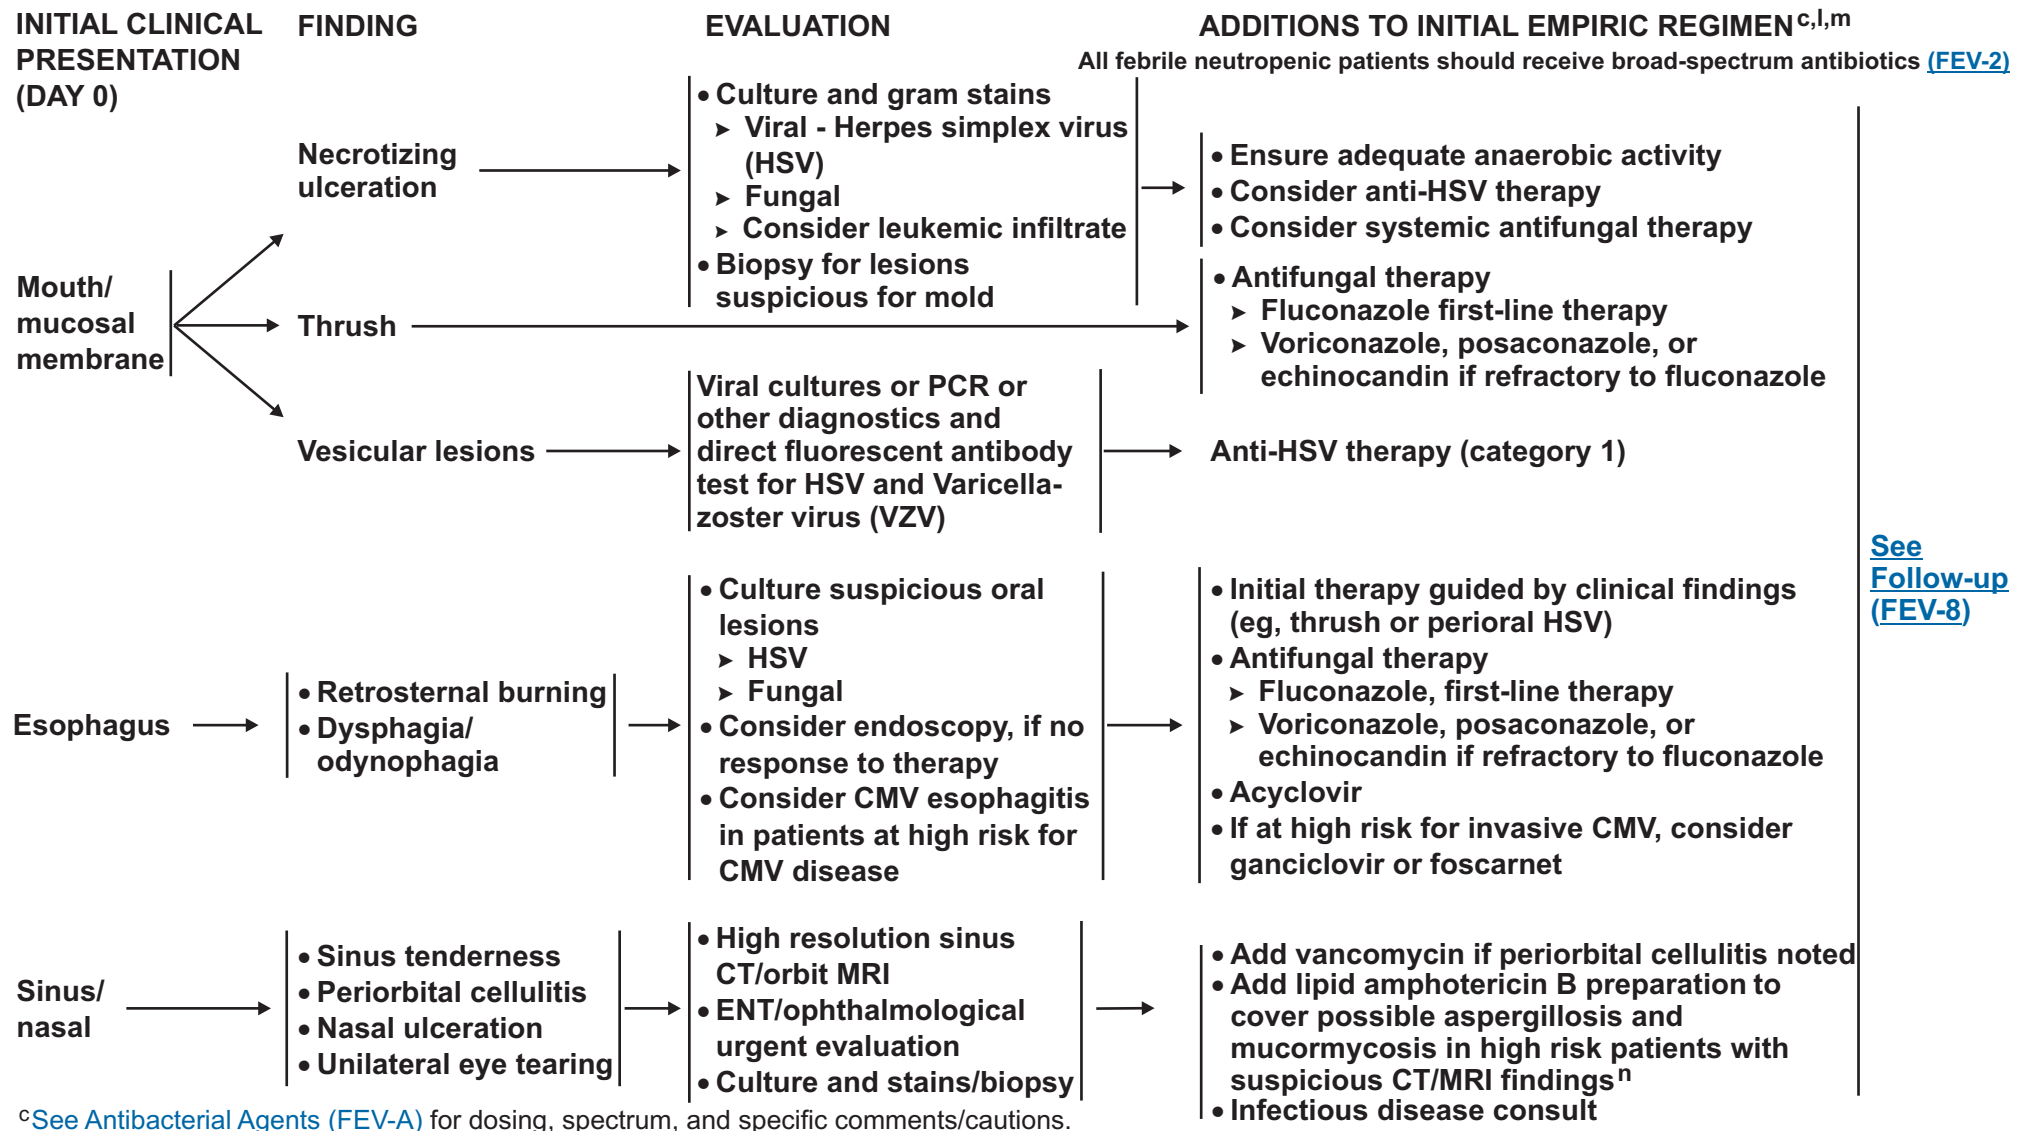 INITIAL CLINICAL
PRESENTATION
(DAY 0)
FINDING
EVALUATION
ADDITIONS TO INITIAL EMPIRIC REGIMENc,l,m
All febrile neutropenic patients should receive broad-spectrum antibiotics (FEV-2)
Mouth/
mucosal
membrane
Necrotizing
ulceration
• Culture and gram stains
➤ Viral - Herpes simplex virus
(HSV)
➤ Fungal
➤ Consider leukemic infiltrate
• Biopsy for lesions
suspicious for mold
• Ensure adequate anaerobic activity
• Consider anti-HSV therapy
• Consider systemic antifungal therapy
Thrush
• Antifungal therapy
➤ Fluconazole first-line therapy
➤ Voriconazole, posaconazole, or
echinocandin if refractory to fluconazole
Vesicular lesions
Viral cultures or PCR or
other diagnostics and
direct fluorescent antibody
test for HSV and Varicella-
zoster virus (VZV)
Anti-HSV therapy (category 1)
Esophagus
• Retrosternal burning
• Dysphagia/
odynophagia
• Culture suspicious oral
lesions
➤ HSV
➤ Fungal
• Consider endoscopy, if no
response to therapy
• Consider CMV esophagitis
in patients at high risk for
CMV disease
• Initial therapy guided by clinical findings
(eg, thrush or perioral HSV)
• Antifungal therapy
➤ Fluconazole, first-line therapy
➤ Voriconazole, posaconazole, or
echinocandin if refractory to fluconazole
• Acyclovir
• If at high risk for invasive CMV, consider
ganciclovir or foscarnet
Sinus/
nasal
• Sinus tenderness
• Periorbital cellulitis
• Nasal ulceration
• Unilateral eye tearing
• High resolution sinus
CT/orbit MRI
• ENT/ophthalmological
urgent evaluation
• Culture and stains/biopsy
• Add vancomycin if periorbital cellulitis noted
• Add lipid amphotericin B preparation to
cover possible aspergillosis and
mucormycosis in high risk patients with
suspicious CT/MRI findingsn
• Infectious disease consult
See
Follow-up
(FEV-8)
cSee Antibacterial Agents (FEV-A) for dosing, spectrum, and specific comments/cautions.